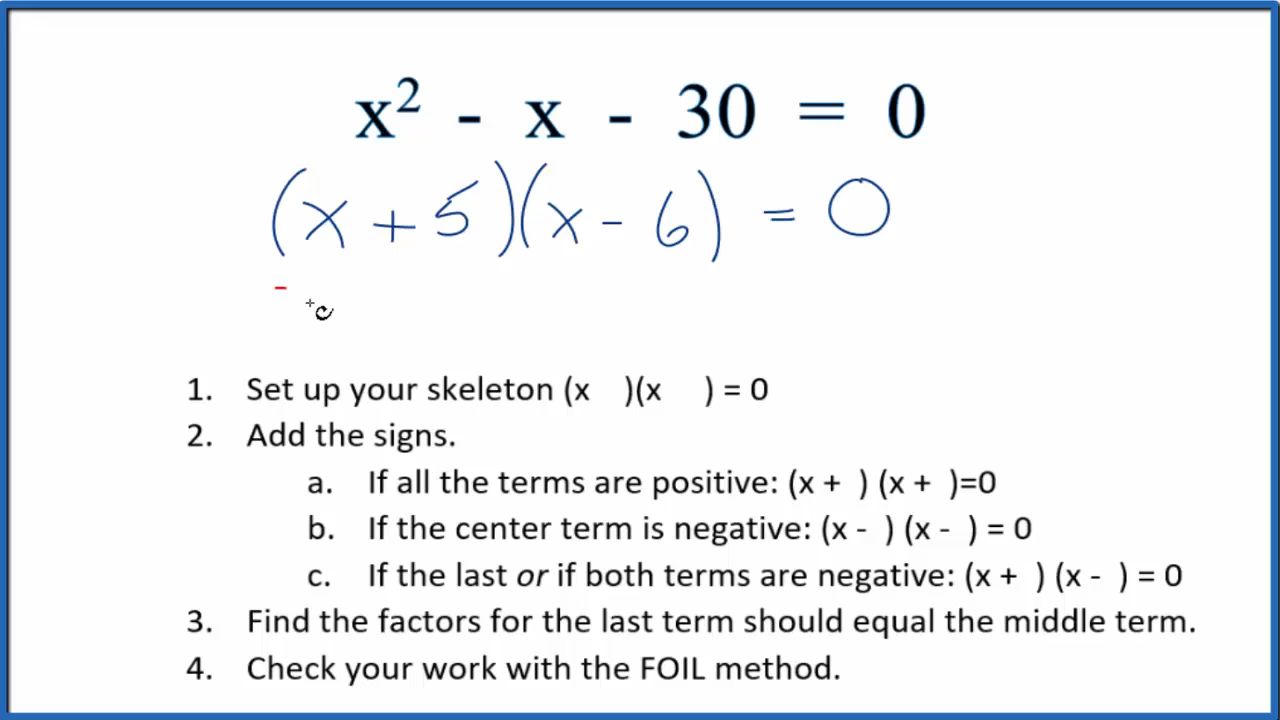 x² - x - 30 = 0
(x + 5)(x - 6) = 0
-
1. Set up your skeleton (x   )(x   ) = 0
2. Add the signs.
a. If all the terms are positive: (x +  ) (x +  )=0
b. If the center term is negative: (x -  ) (x -  ) = 0
c. If the last or if both terms are negative: (x +  ) (x -  ) = 0
3. Find the factors for the last term should equal the middle term.
4. Check your work with the FOIL method.